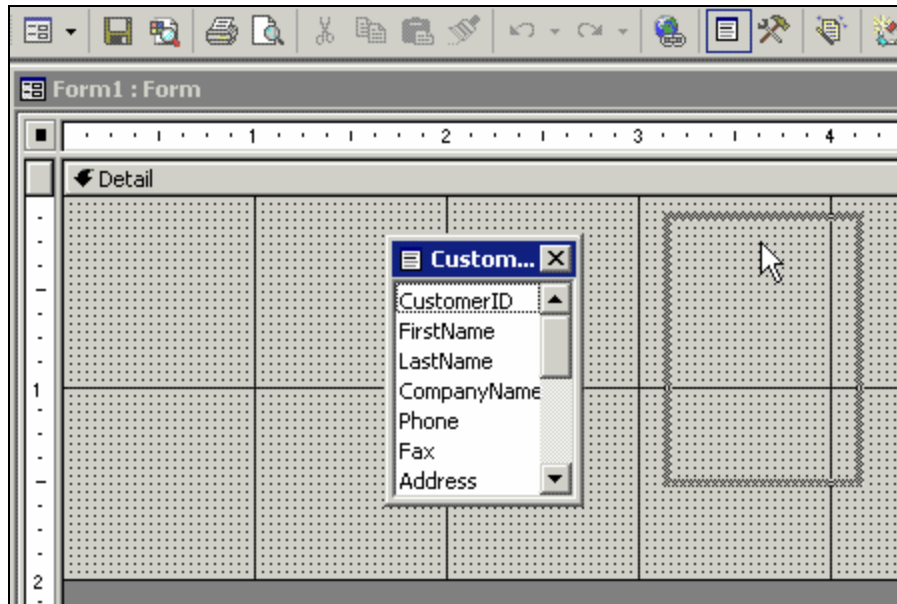 Form1 : Form
1 2 3 4
Detail
Custom...
CustomerID
FirstName
LastName
CompanyName
Phone
Fax
Address
1
2